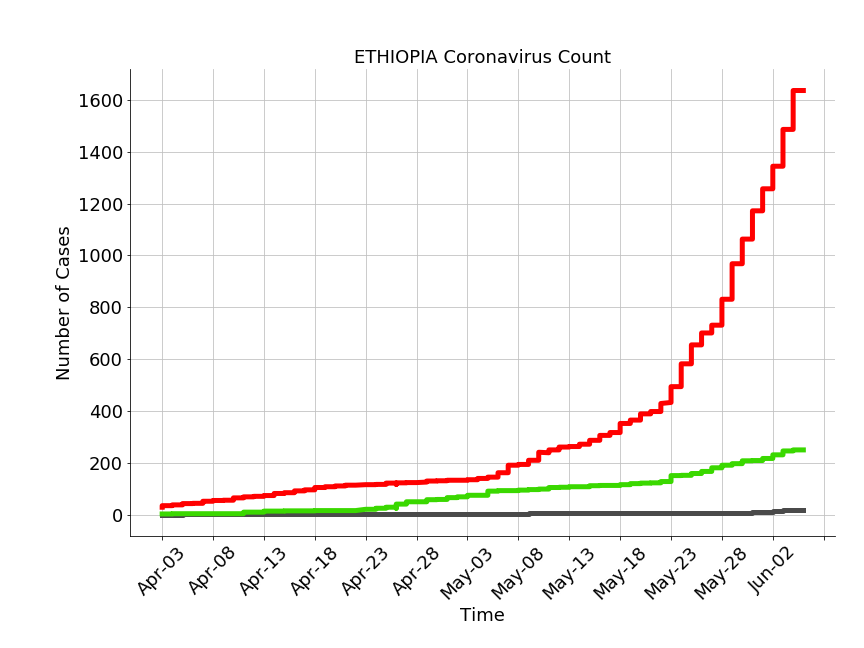 ETHIOPIA Coronavirus Count
1600
1400
1200
1000
800
600
400
200
0
Number of Cases
Apr-03
Apr-08
Apr-13
Apr-18
Apr-23
Apr-28
May-03
May-08
May-13
May-18
May-23
May-28
Jun-02
Time